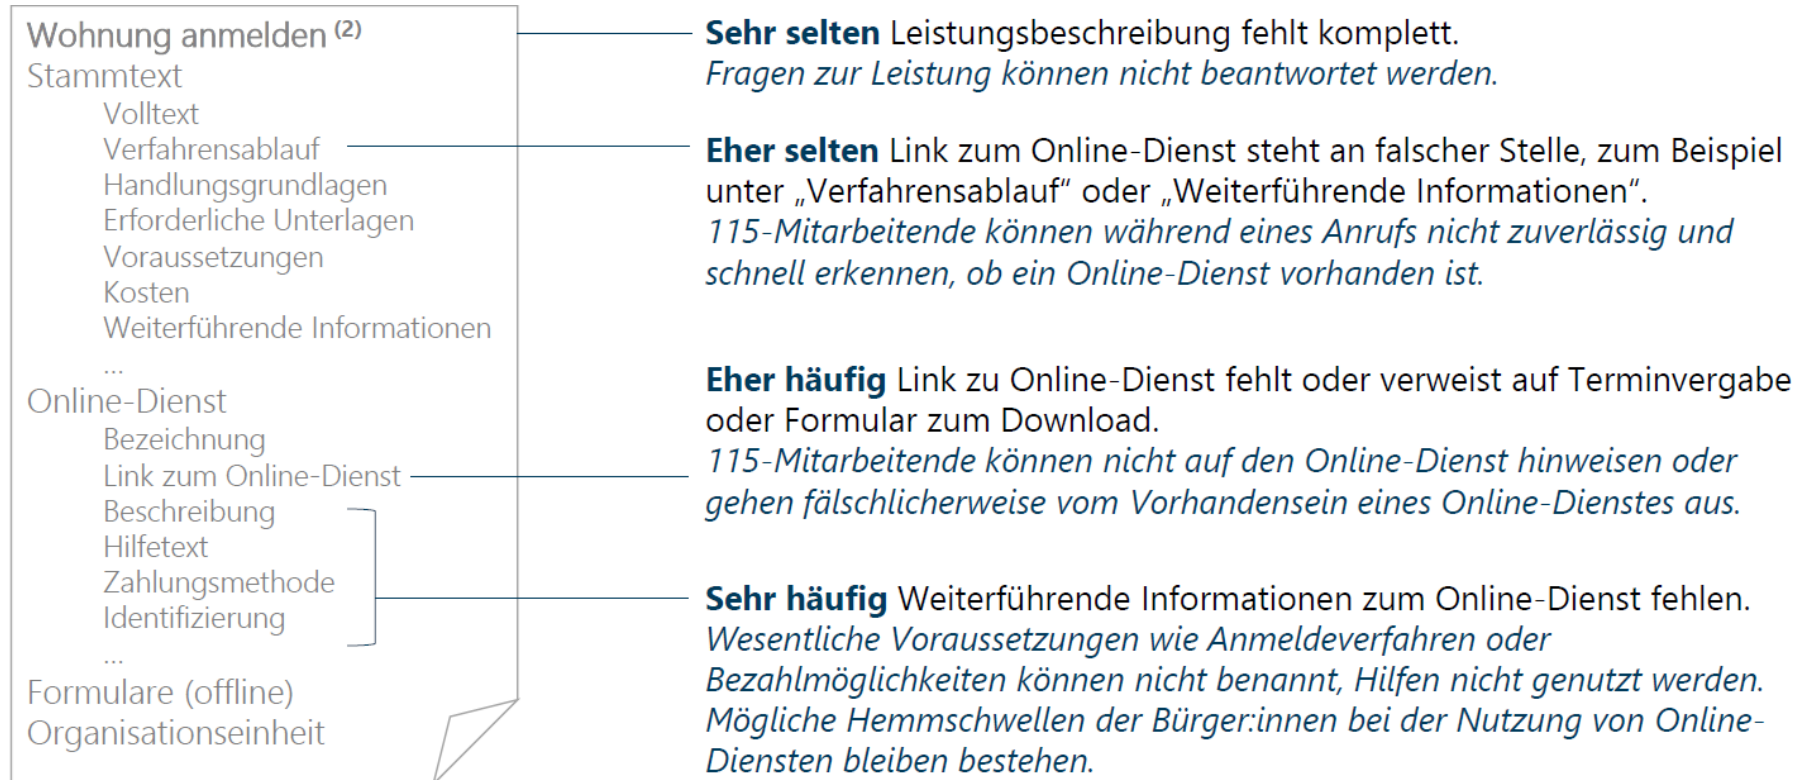 Wohnung anmelden (2)
Stammtext
Volltext
Verfahrensablauf
Handlungsgrundlagen
Erforderliche Unterlagen
Voraussetzungen
Kosten
Weiterführende Informationen
...
Online-Dienst
Bezeichnung
Link zum Online-Dienst
Beschreibung
Hilfetext
Zahlungsmethode
Identifizierung
...
Formulare (offline)
Organisationseinheit
Sehr selten Leistungsbeschreibung fehlt komplett.
Fragen zur Leistung können nicht beantwortet werden.
Eher selten Link zum Online-Dienst steht an falscher Stelle, zum Beispiel
unter „Verfahrensablauf“ oder „Weiterführende Informationen“.
115-Mitarbeitende können während eines Anrufs nicht zuverlässig und
schnell erkennen, ob ein Online-Dienst vorhanden ist.
Eher häufig Link zu Online-Dienst fehlt oder verweist auf Terminvergabe
oder Formular zum Download.
115-Mitarbeitende können nicht auf den Online-Dienst hinweisen oder
gehen fälschlicherweise vom Vorhandensein eines Online-Dienstes aus.
Sehr häufig Weiterführende Informationen zum Online-Dienst fehlen.
Wesentliche Voraussetzungen wie Anmeldeverfahren oder
Bezahlmöglichkeiten können nicht benannt, Hilfen nicht genutzt werden.
Mögliche Hemmschwellen der Bürger:innen bei der Nutzung von Online-
Diensten bleiben bestehen.